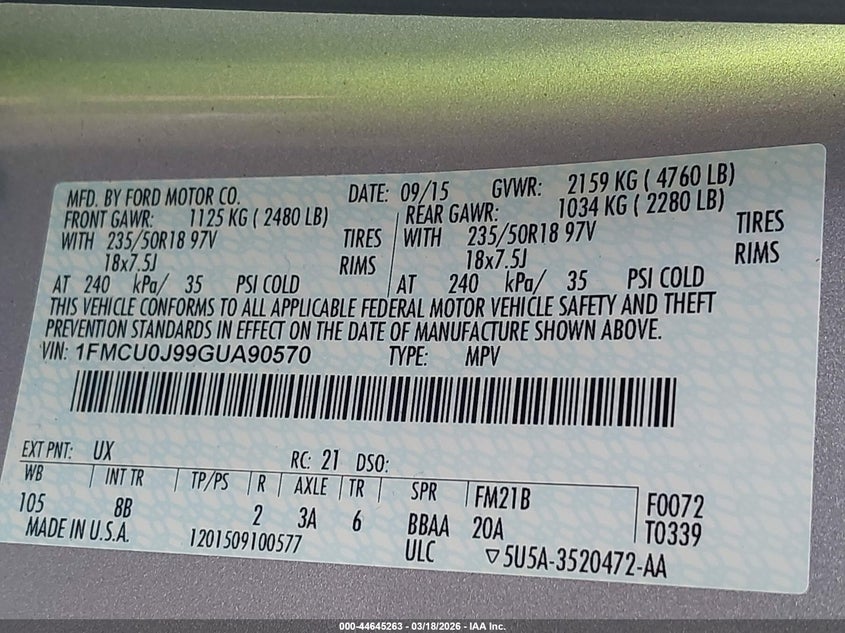 MFD. BY FORD MOTOR CO. DATE: 09/15 GVWR: 2159 KG ( 4760 LB)
FRONT GAWR: 1125 KG ( 2480 LB) REAR GAWR: 1034 KG ( 2280 LB)
WITH 235/50R18 97V TIRES WITH 235/50R18 97V TIRES
18x7.5J RIMS 18x7.5J RIMS
AT 240 kPa/ 35 PSI COLD AT 240 kPa/ 35 PSI COLD
THIS VEHICLE CONFORMS TO ALL APPLICABLE FEDERAL MOTOR VEHICLE SAFETY AND THEFT
PREVENTION STANDARDS IN EFFECT ON THE DATE OF MANUFACTURE SHOWN ABOVE.
VIN: 1FMCU0J99GUA90570 TYPE: MPV
EXT PNT: UX RC: 21 DSO:
WB INT TR TP/PS R AXLE TR SPR FM21B F0072
105 8B 2 3A 6 BBAA 20A T0339
MADE IN U.S.A. 1201509100577 ULC ▽5U5A-3520472-AA
000-44645263 - 03/18/2026 - IAA Inc.